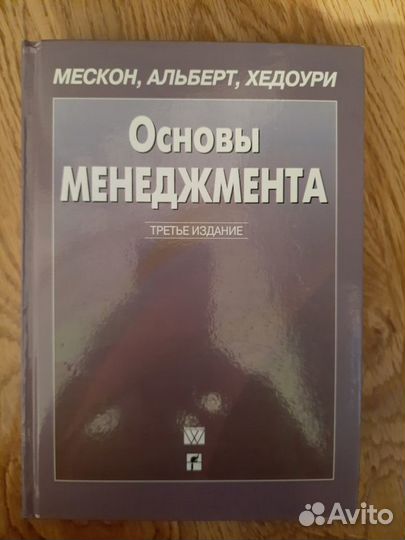 МЕСКОН, АЛЬБЕРТ, ХЕДОУРИ
Основы
МЕНЕДЖМЕНТА
ТРЕТЬЕ ИЗДАНИЕ
W
Avito